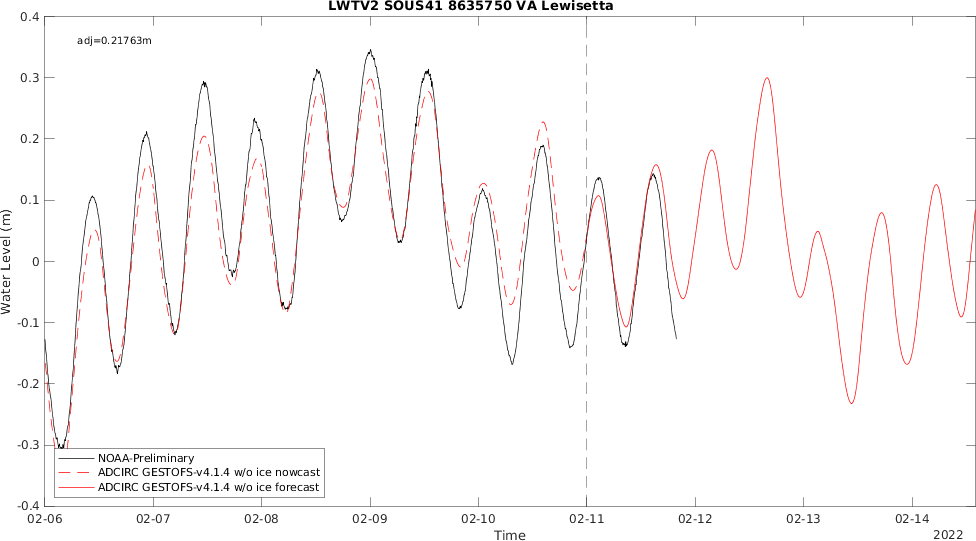 LWTV2 SOUS41 8635750 VA Lewisetta
adj=0.21763m
0.4
0.3
0.2
0.1
0
-0.1
-0.2
-0.3
-0.4
Water Level (m)
NOAA-Preliminary
ADCIRC GESTOFS-v4.1.4 w/o ice nowcast
ADCIRC GESTOFS-v4.1.4 w/o ice forecast
02-06 02-07 02-08 02-09 02-10 02-11 02-12 02-13 02-14
Time
2022